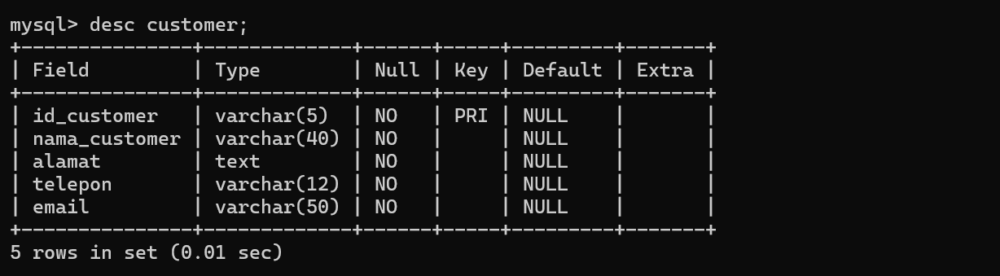 mysql> desc customer;
+---------------+-------------+------+-----+---------+-------+
| Field         | Type        | Null | Key | Default | Extra |
+---------------+-------------+------+-----+---------+-------+
| id_customer   | varchar(5)  | NO   | PRI | NULL    |       |
| nama_customer | varchar(40) | NO   |     | NULL    |       |
| alamat        | text        | NO   |     | NULL    |       |
| telepon       | varchar(12) | NO   |     | NULL    |       |
| email         | varchar(50) | NO   |     | NULL    |       |
+---------------+-------------+------+-----+---------+-------+
5 rows in set (0.01 sec)